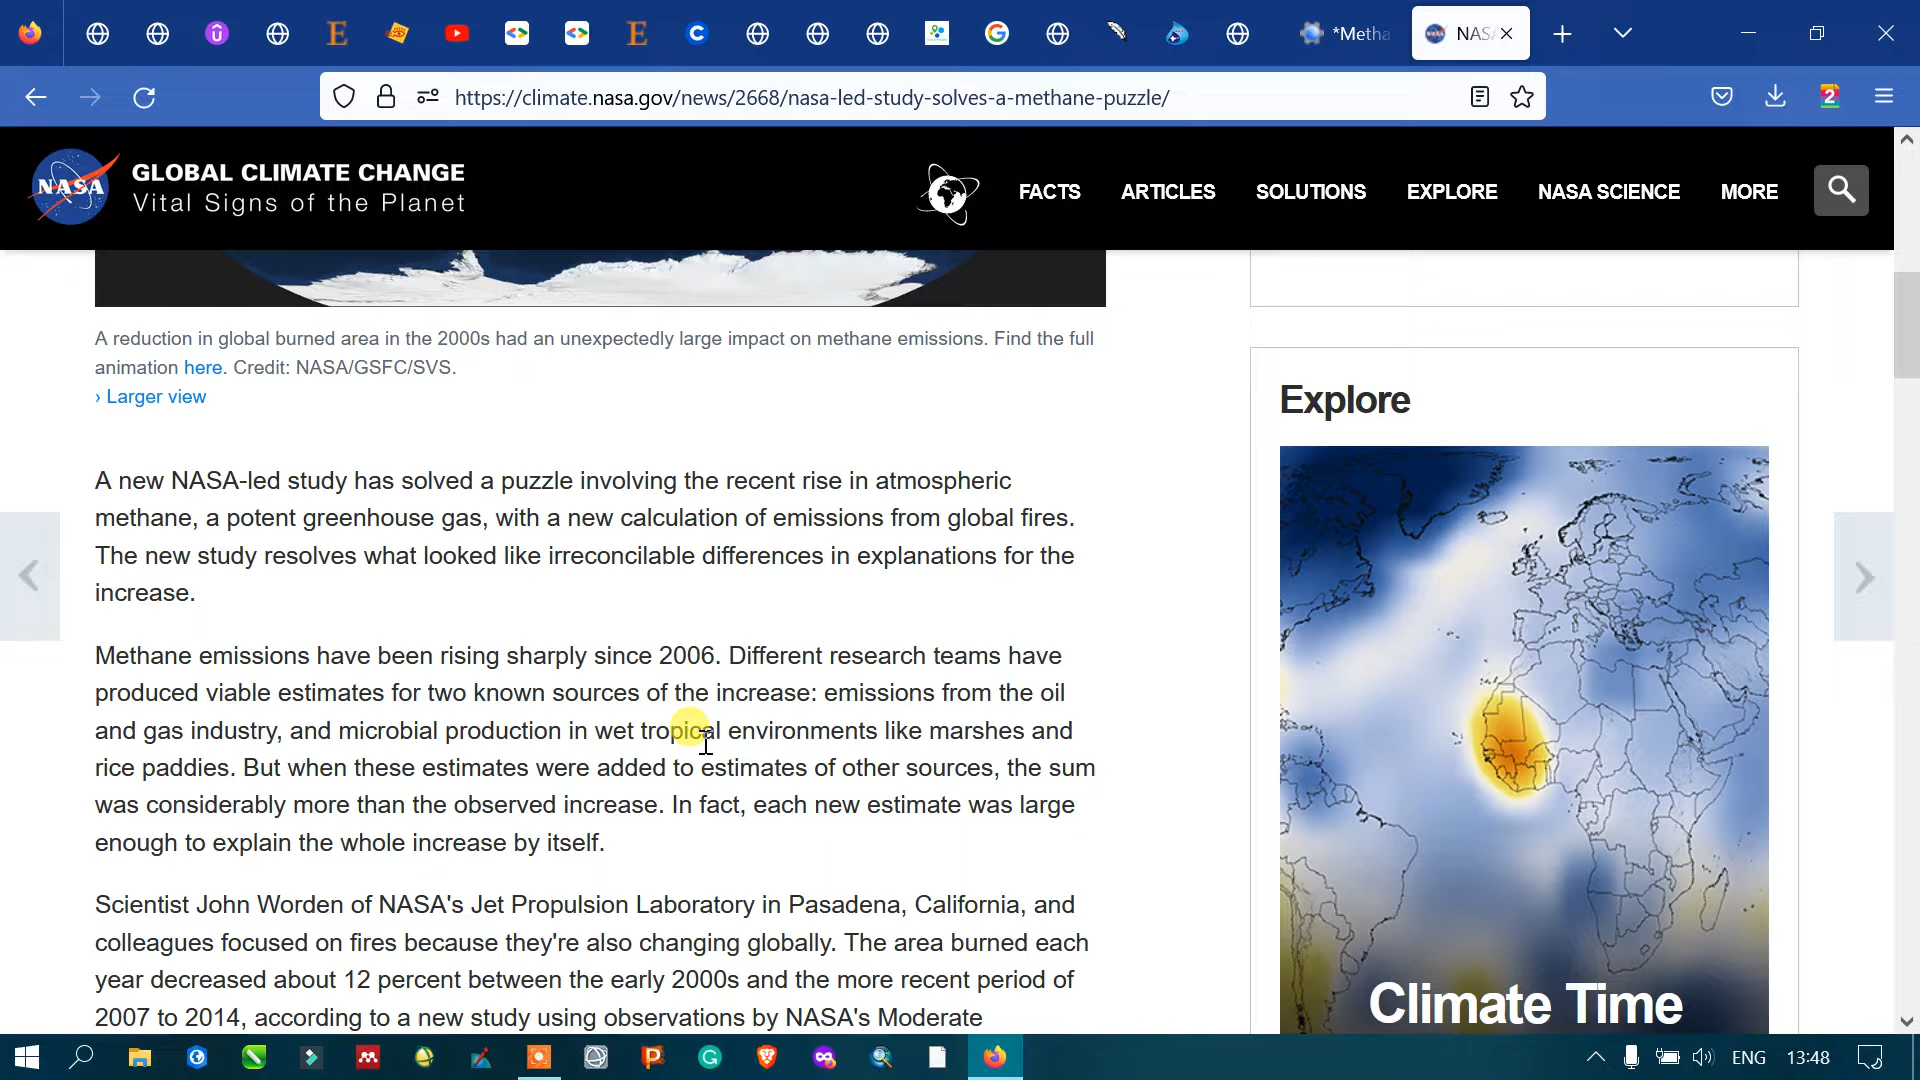 *Metha
NAS
https://climate.nasa.gov/news/2668/nasa-led-study-solves-a-methane-puzzle/
2
NASA
GLOBAL CLIMATE CHANGE
Vital Signs of the Planet
FACTS ARTICLES SOLUTIONS EXPLORE NASA SCIENCE MORE
A reduction in global burned area in the 2000s had an unexpectedly large impact on methane emissions. Find the full
animation here. Credit: NASA/GSFC/SVS.
› Larger view
A new NASA-led study has solved a puzzle involving the recent rise in atmospheric
methane, a potent greenhouse gas, with a new calculation of emissions from global fires.
The new study resolves what looked like irreconcilable differences in explanations for the
increase.
Methane emissions have been rising sharply since 2006. Different research teams have
produced viable estimates for two known sources of the increase: emissions from the oil
and gas industry, and microbial production in wet tropical environments like marshes and
rice paddies. But when these estimates were added to estimates of other sources, the sum
was considerably more than the observed increase. In fact, each new estimate was large
enough to explain the whole increase by itself.
Scientist John Worden of NASA's Jet Propulsion Laboratory in Pasadena, California, and
colleagues focused on fires because they're also changing globally. The area burned each
year decreased about 12 percent between the early 2000s and the more recent period of
2007 to 2014, according to a new study using observations by NASA's Moderate
Explore
Climate Time
ENG 13:48